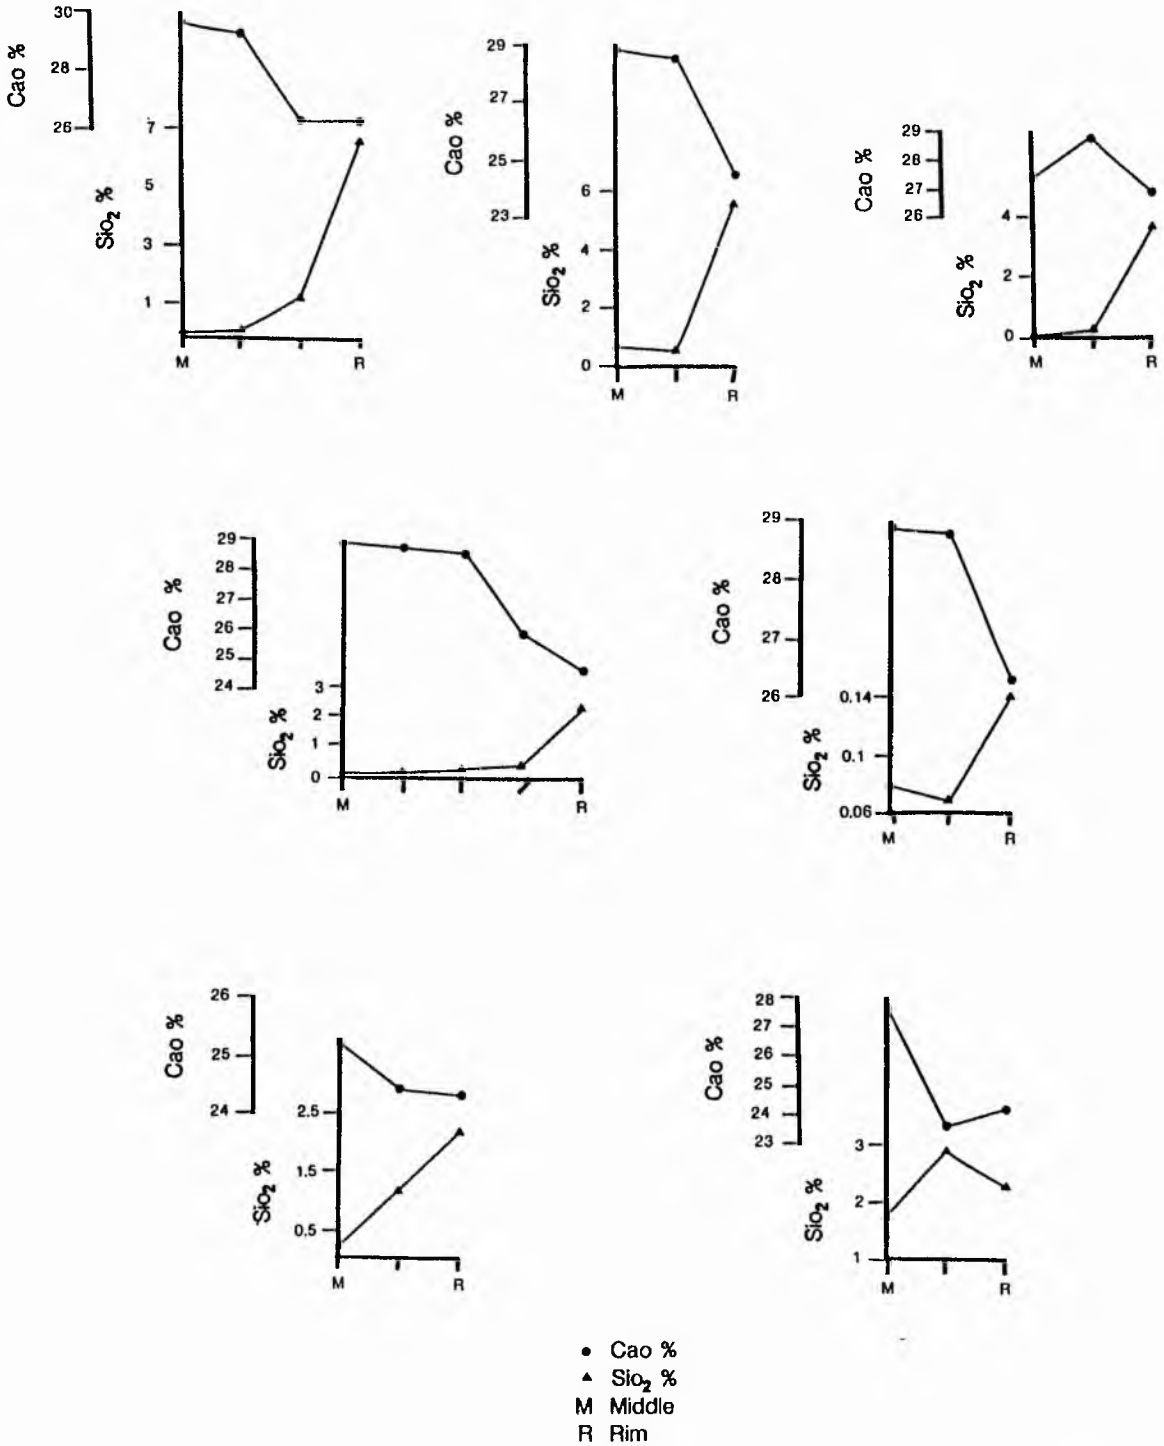 30
28
26
Cao %
7
5
3
1
Sio2 %
M R
29
27
25
23
Cao %
6
4
2
0
Sio2 %
M R
29
28
27
26
Cao %
4
2
0
Sio2 %
M R
29
28
27
26
25
24
Cao %
3
2
1
0
Sio2 %
M R
29
28
27
26
Cao %
0.14
0.1
0.06
Sio2 %
M R
26
25
24
Cao %
2.5
1.5
0.5
Sio2 %
M R
28
27
26
25
24
23
Cao %
3
2
1
Sio2 %
M R
● Cao %
▲ Sio2 %
M Middle
R Rim